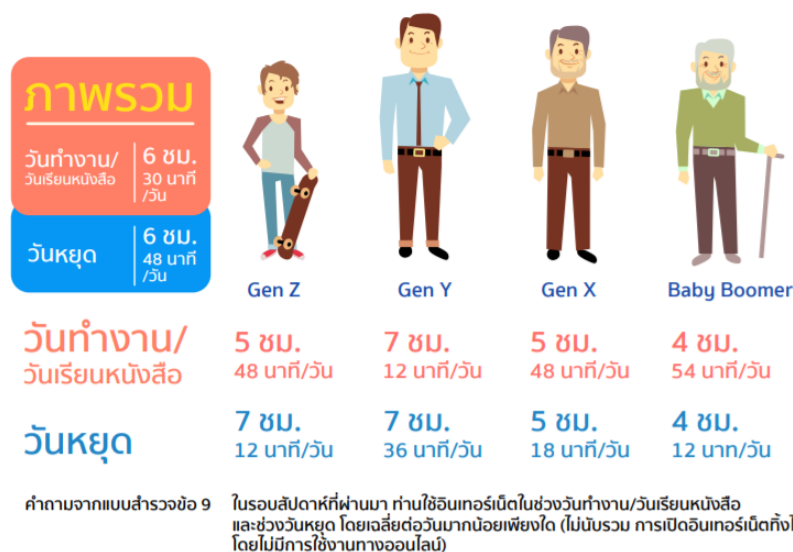 ภาพรวม
วันทำงาน/
วันเรียนหนังสือ
6 ชม.
30 นาที
/วัน
วันหยุด
6 ชม.
48 นาที
/วัน
Gen Z
Gen Y
Gen X
Baby Boomer
วันทำงาน/
วันเรียนหนังสือ
5 ชม.
48 นาที/วัน
7 ชม.
12 นาที/วัน
5 ชม.
48 นาที/วัน
4 ชม.
54 นาที/วัน
วันหยุด
7 ชม.
12 นาที/วัน
7 ชม.
36 นาที/วัน
5 ชม.
18 นาที/วัน
4 ชม.
12 นาท/วัน
คำถามจากแบบสำรวจข้อ 9
ในรอบสัปดาห์ที่ผ่านมา ท่านใช้อินเทอร์เน็ตในช่วงวันทำงาน/วันเรียนหนังสือ
และช่วงวันหยุด โดยเฉลี่ยต่อวันมากน้อยเพียงใด (ไม่นับรวม การเปิดอินเทอร์เน็ตทิ้ง
โดยไม่มีการใช้งานทางออนไลน์)